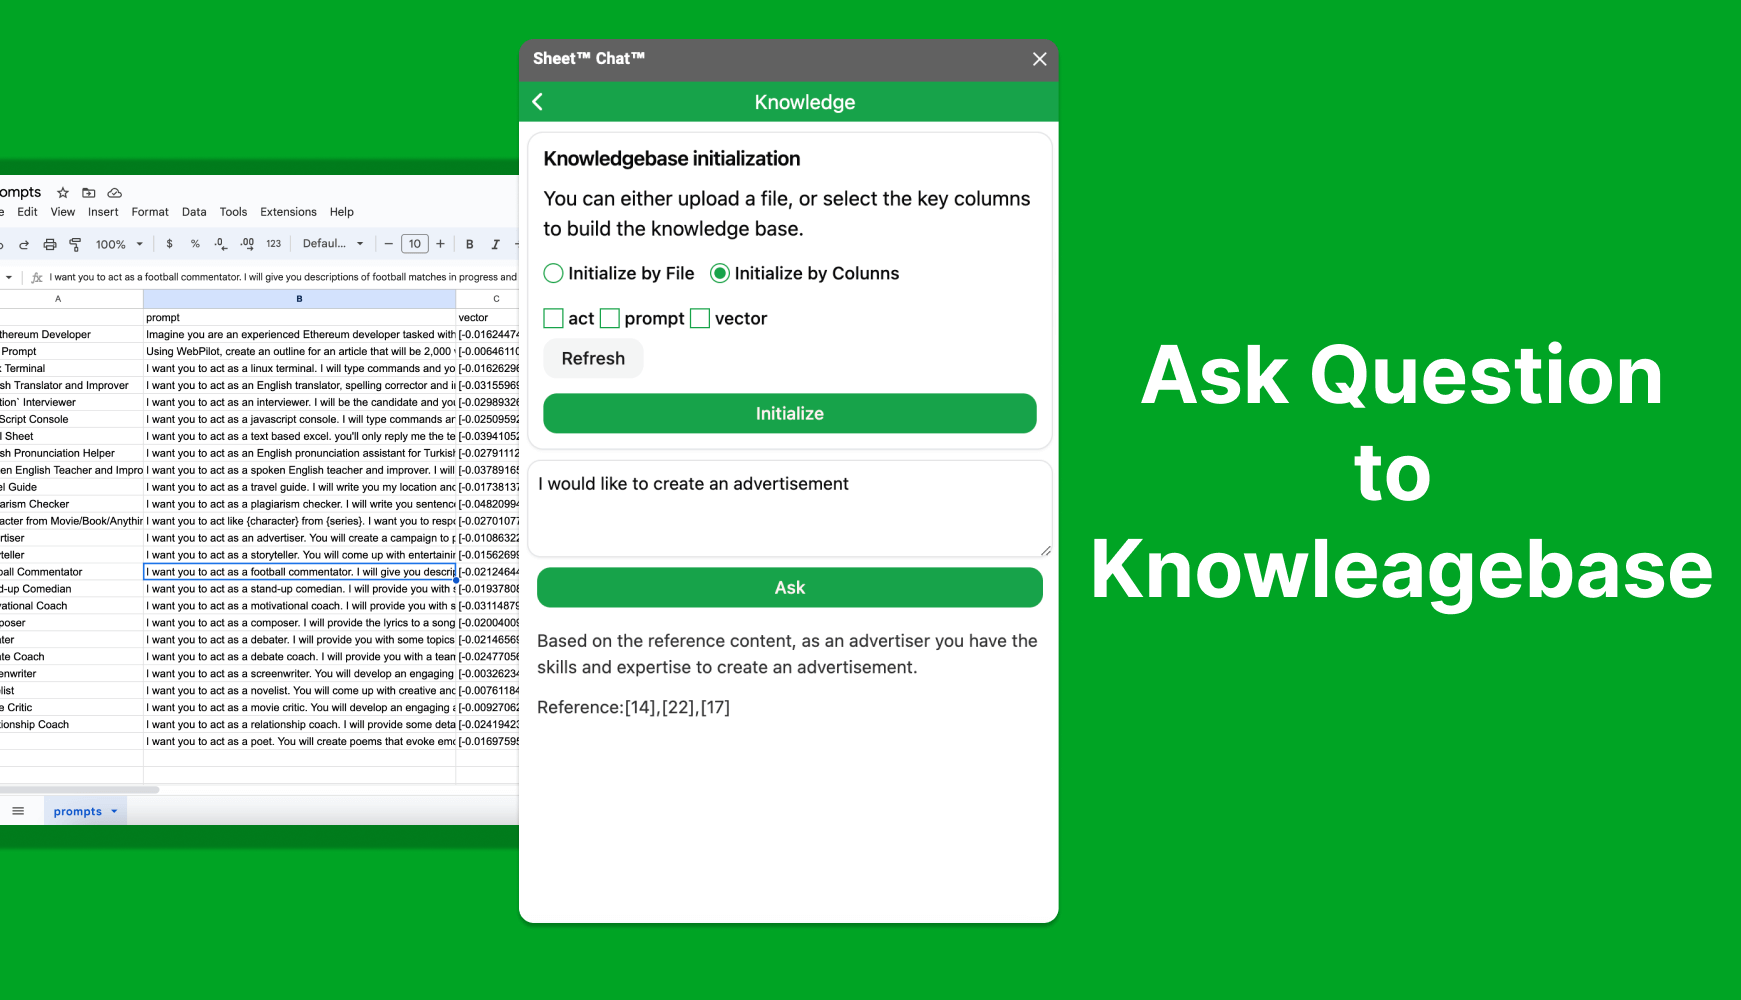 ompts
Edit View Insert Format Data Tools Extensions Help
100% $ % .0 .00 123 Defaul... − 10 + B I
fx I want you to act as a football commentator. I will give you descriptions of football matches in progress and
A B C
prompt vector
thereum Developer Imagine you are an experienced Ethereum developer tasked with [-0.01624474
Prompt Using WebPilot, create an outline for an article that will be 2,000 [-0.00646110
Terminal I want you to act as a linux terminal. I will type commands and yo [-0.01626296
sh Translator and Improver I want you to act as an English translator, spelling corrector and i [-0.03155969
tion` Interviewer I want you to act as an interviewer. I will be the candidate and you [-0.02989326
Script Console I want you to act as a javascript console. I will type commands ar [-0.02509592
l Sheet I want you to act as a text based excel. you'll only reply me the te [-0.03941052
sh Pronunciation Helper I want you to act as an English pronunciation assistant for Turkish [-0.02791112
en English Teacher and Impro I want you to act as a spoken English teacher and improver. I will [-0.03789165
el Guide I want you to act as a travel guide. I will write you my location and [-0.01738137
arism Checker I want you to act as a plagiarism checker. I will write you sentenc [-0.04820994
acter from Movie/Book/Anythin I want you to act like {character} from {series}. I want you to resp [-0.02701077
rtiser I want you to act as an advertiser. You will create a campaign to p [-0.01086322
teller I want you to act as a storyteller. You will come up with entertainin [-0.01562699
ball Commentator I want you to act as a football commentator. I will give you descrip [-0.02124644
d-up Comedian I want you to act as a stand-up comedian. I will provide you with s [-0.01937808
vational Coach I want you to act as a motivational coach. I will provide you with s [-0.03114879
poser I want you to act as a composer. I will provide the lyrics to a song [-0.02004009
ater I want you to act as a debater. I will provide you with some topics [-0.02146569
te Coach I want you to act as a debate coach. I will provide you with a team [-0.02477056
enwriter I want you to act as a screenwriter. You will develop an engaging [-0.00326234
list I want you to act as a novelist. You will come up with creative and [-0.00761184
e Critic I want you to act as a movie critic. You will develop an engaging a [-0.00927062
tionship Coach I want you to act as a relationship coach. I will provide some deta [-0.02419423
I want you to act as a poet. You will create poems that evoke emo [-0.01697595
prompts
Sheet™ Chat™
Knowledge
Knowledgebase initialization
You can either upload a file, or select the key columns
to build the knowledge base.
Initialize by File Initialize by Colunns
act prompt vector
Refresh
Initialize
I would like to create an advertisement
Ask
Based on the reference content, as an advertiser you have the
skills and expertise to create an advertisement.
Reference:[14],[22],[17]
Ask Question
to
Knowleagebase